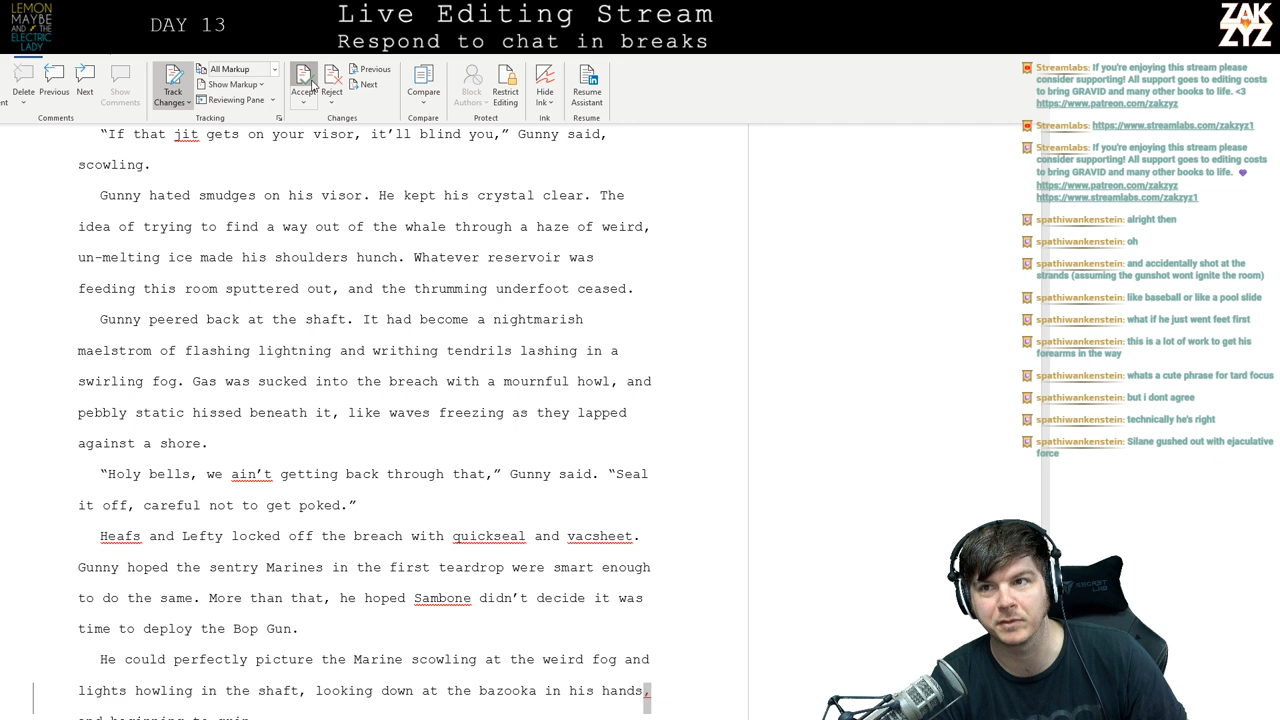 LEMON
MAYBE
AND THE
ELECTRIC
LADY
DAY 13
Live Editing Stream
Respond to chat in breaks
ZAK
ZYZ
Delete
Previous
Next
Show
Comments
Comments
Track
Changes
All Markup
Show Markup
Reviewing Pane
Tracking
Accept
Reject
Previous
Next
Changes
Compare
Compare
Block
Authors
Restrict
Editing
Protect
Hide
Ink
Ink
Resume
Assistant
Resume
“If that jit gets on your visor, it’ll blind you,” Gunny said,
scowling.
Gunny hated smudges on his visor. He kept his crystal clear. The
idea of trying to find a way out of the whale through a haze of weird,
un-melting ice made his shoulders hunch. Whatever reservoir was
feeding this room sputtered out, and the thrumming underfoot ceased.
Gunny peered back at the shaft. It had become a nightmarish
maelstrom of flashing lightning and writhing tendrils lashing in a
swirling fog. Gas was sucked into the breach with a mournful howl, and
pebbly static hissed beneath it, like waves freezing as they lapped
against a shore.
“Holy bells, we ain’t getting back through that,” Gunny said. “Seal
it off, careful not to get poked.”
Heafs and Lefty locked off the breach with quickseal and vacsheet.
Gunny hoped the sentry Marines in the first teardrop were smart enough
to do the same. More than that, he hoped Sambone didn’t decide it was
time to deploy the Bop Gun.
He could perfectly picture the Marine scowling at the weird fog and
lights howling in the shaft, looking down at the bazooka in his hands,
and beginning to grin.
Streamlabs: If you're enjoying this stream please
consider supporting! All support goes to editing costs
to bring GRAVID and many other books to life. <3
https://www.patreon.com/zakzyz
Streamlabs: https://www.streamlabs.com/zakzyz1
Streamlabs: If you're enjoying this stream please
consider supporting! All support goes to editing costs
to bring GRAVID and many other books to life. 💜
https://www.patreon.com/zakzyz
https://www.streamlabs.com/zakzyz1
spathiwankenstein: alright then
spathiwankenstein: oh
spathiwankenstein: and accidentally shot at the
strands (assuming the gunshot wont ignite the room)
spathiwankenstein: like baseball or like a pool slide
spathiwankenstein: what if he just went feet first
spathiwankenstein: this is a lot of work to get his
forearms in the way
spathiwankenstein: whats a cute phrase for tard focus
spathiwankenstein: but i dont agree
spathiwankenstein: technically he's right
spathiwankenstein: Silane gushed out with ejaculative
force